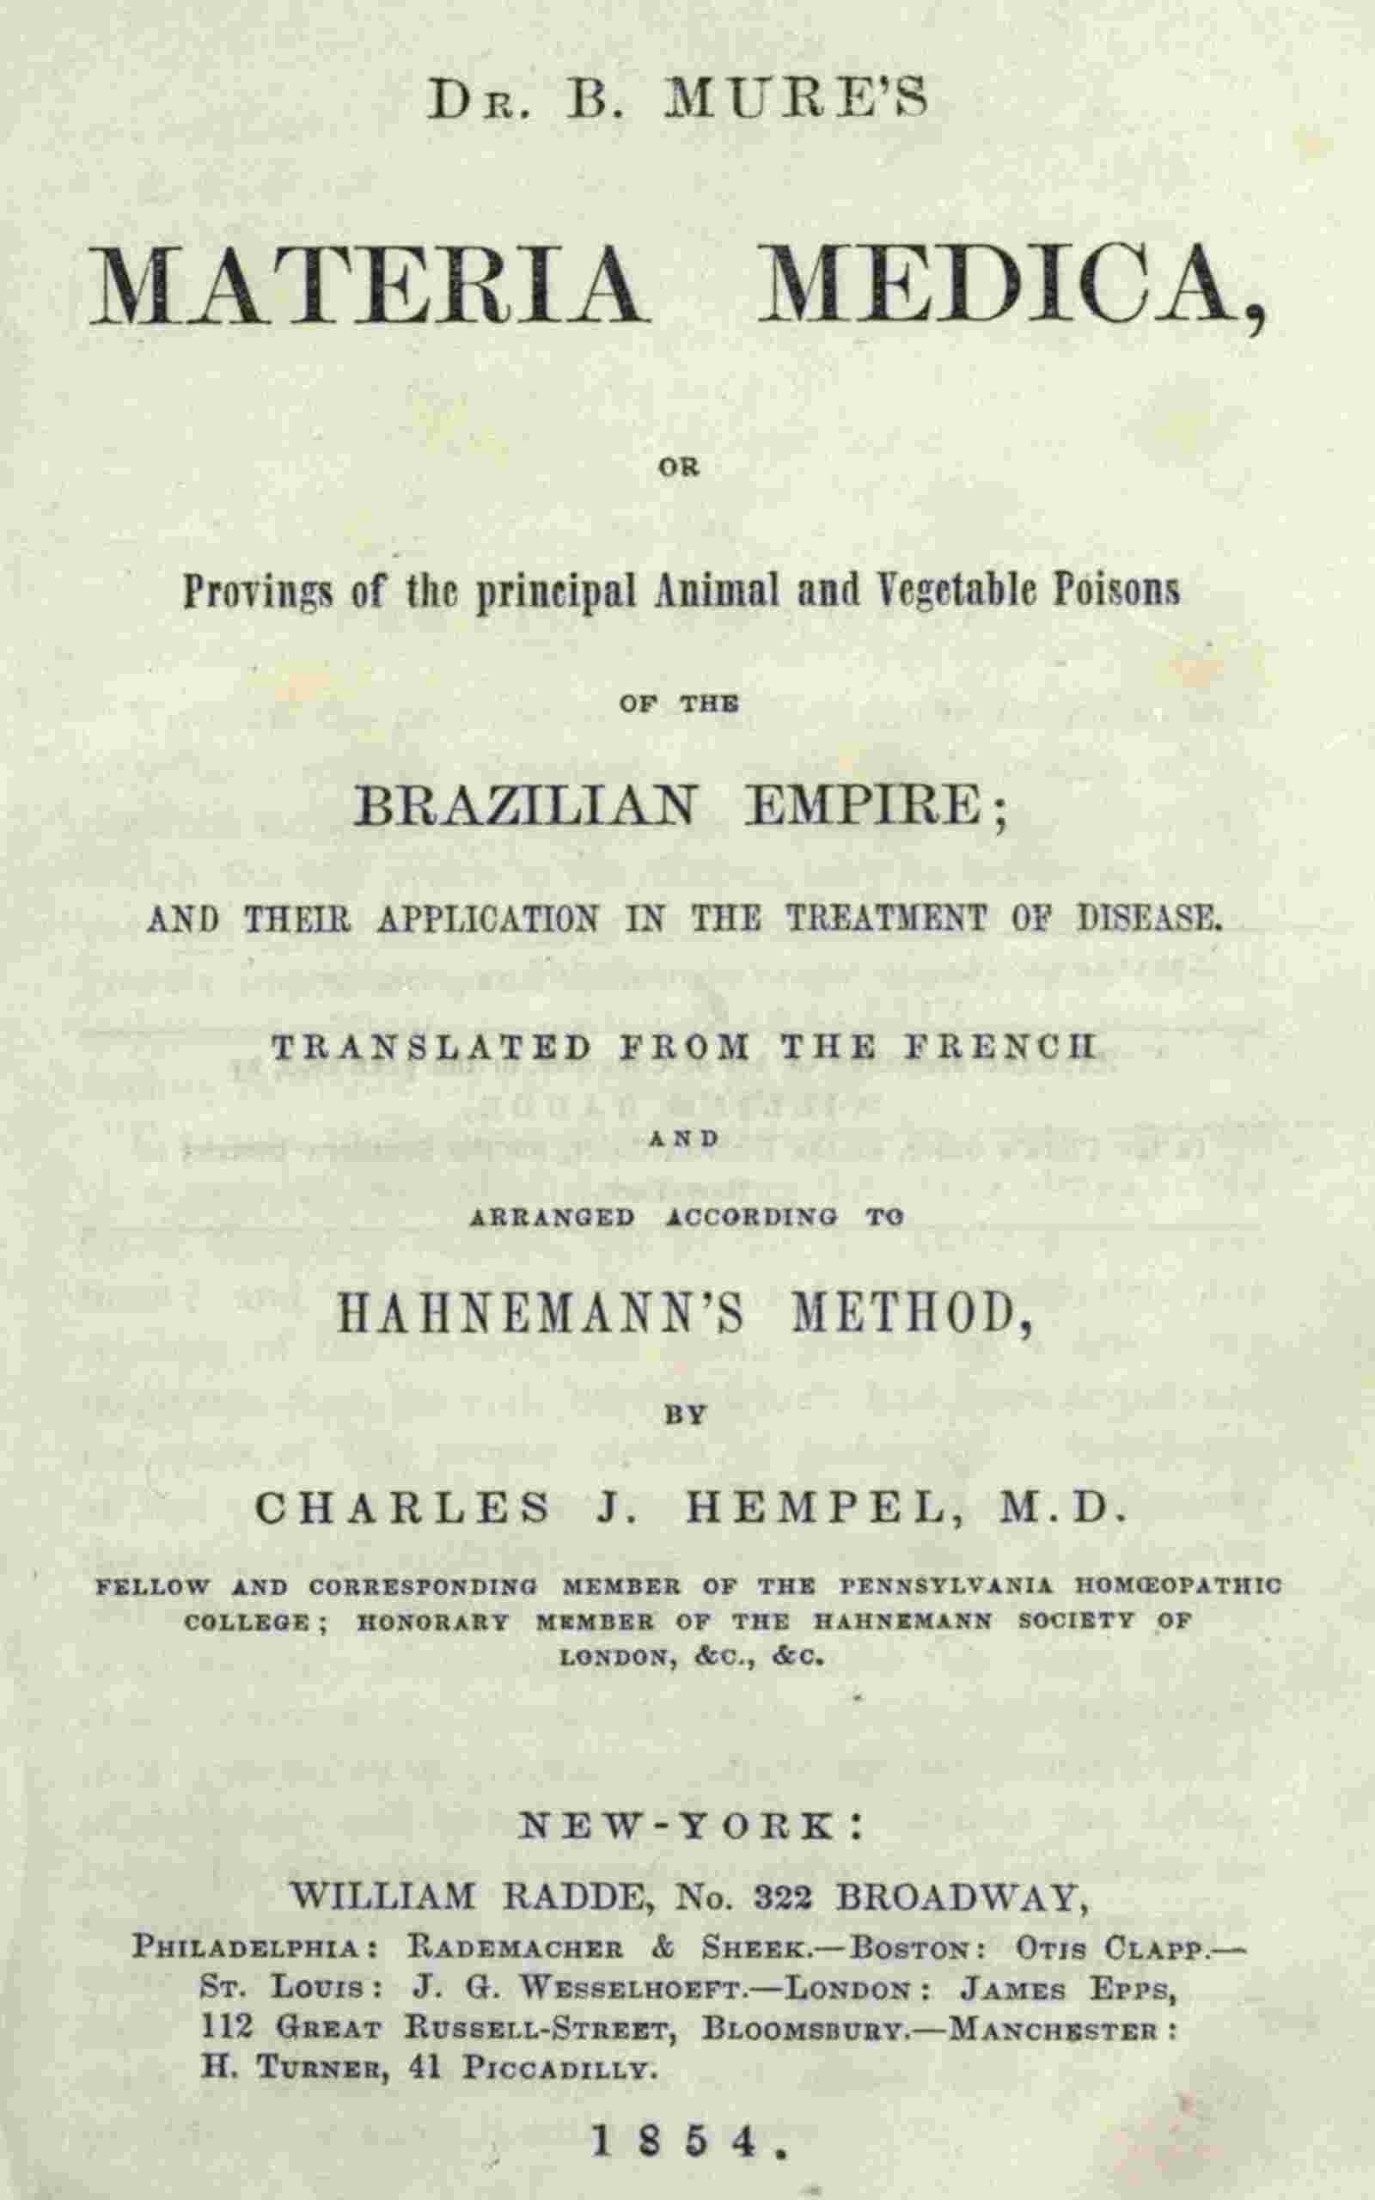 DR. B. MURE'S
MATERIA MEDICA,
OR
Provings of the principal Animal and Vegetable Poisons
OF THE
BRAZILIAN EMPIRE;
AND THEIR APPLICATION IN THE TREATMENT OF DISEASE.
TRANSLATED FROM THE FRENCH
AND
ARRANGED ACCORDING TO
HAHNEMANN'S METHOD,
BY
CHARLES J. HEMPEL, M.D.
FELLOW AND CORRESPONDING MEMBER OF THE PENNSYLVANIA HOMŒOPATHIC
COLLEGE; HONORARY MEMBER OF THE HAHNEMANN SOCIETY OF
LONDON, &C., &C.
NEW-YORK:
WILLIAM RADDE, No. 322 BROADWAY,
PHILADELPHIA: RADEMACHER & SHEEK.—BOSTON: OTIS CLAPP.—
ST. LOUIS: J. G. WESSELHOEFT.—LONDON: JAMES EPPS,
112 GREAT RUSSELL-STREET, BLOOMSBURY.—MANCHESTER:
H. TURNER, 41 PICCADILLY.
1854.